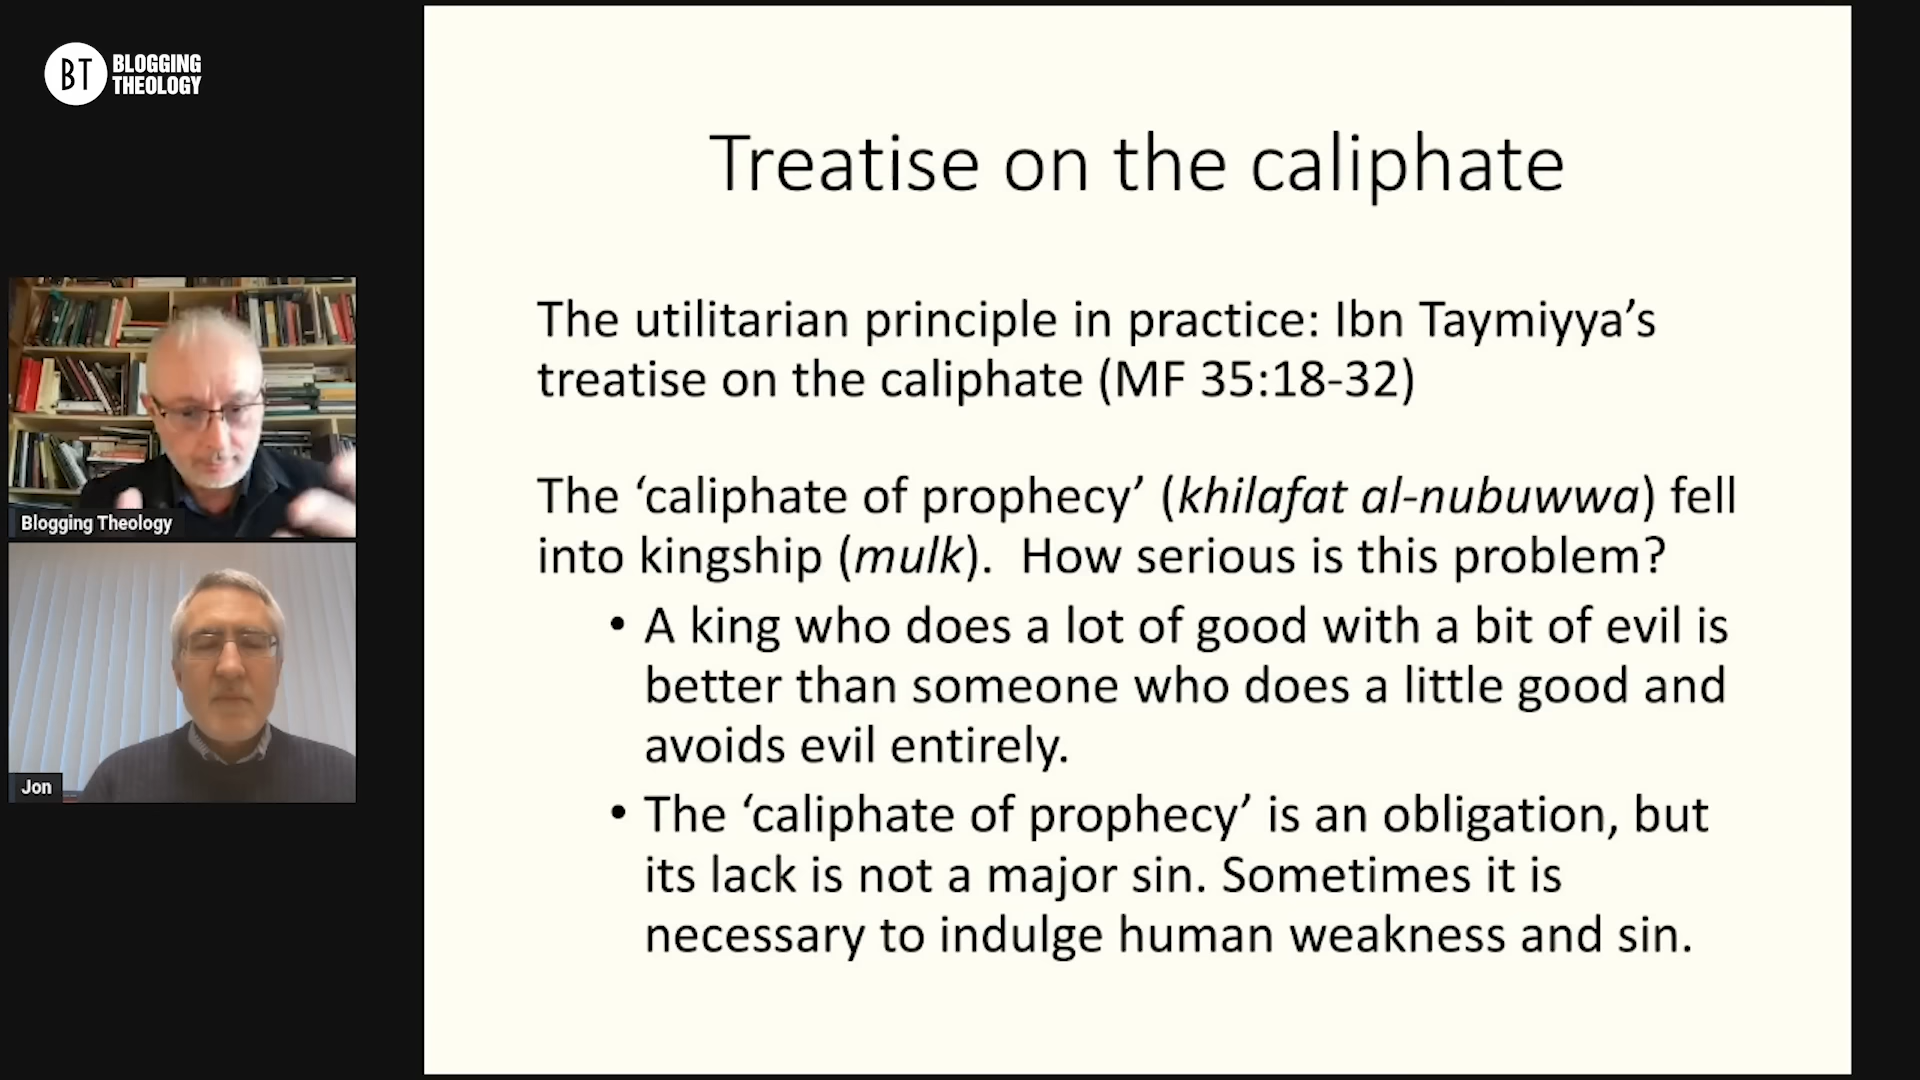 BT BLOGGING
THEOLOGY
Treatise on the caliphate
The utilitarian principle in practice: Ibn Taymiyya’s
treatise on the caliphate (MF 35:18-32)
The ‘caliphate of prophecy’ (khilafat al-nubuwwa) fell
into kingship (mulk).  How serious is this problem?
• A king who does a lot of good with a bit of evil is
better than someone who does a little good and
avoids evil entirely.
• The ‘caliphate of prophecy’ is an obligation, but
its lack is not a major sin. Sometimes it is
necessary to indulge human weakness and sin.
Blogging Theology
Jon